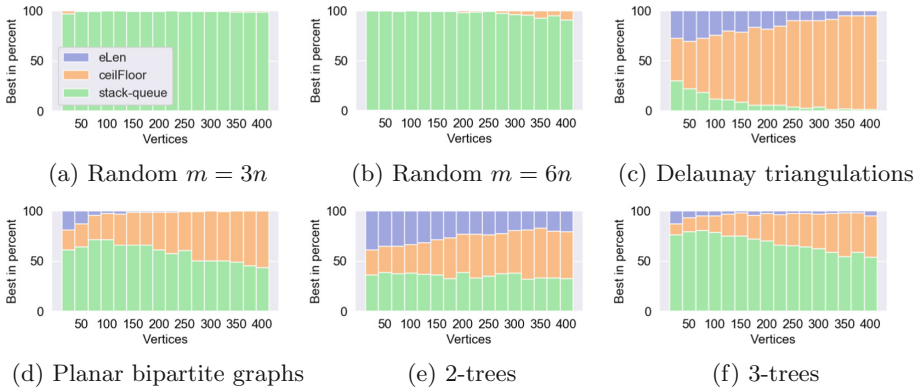 Best in percent
100
50
0
eLen
ceilFloor
stack-queue
50 100 150 200 250 300 350 400
Vertices
(a) Random m = 3n
Best in percent
100
50
0
50 100 150 200 250 300 350 400
Vertices
(b) Random m = 6n
Best in percent
100
50
0
50 100 150 200 250 300 350 400
Vertices
(c) Delaunay triangulations
Best in percent
100
50
0
50 100 150 200 250 300 350 400
Vertices
(d) Planar bipartite graphs
Best in percent
100
50
0
50 100 150 200 250 300 350 400
Vertices
(e) 2-trees
Best in percent
100
50
0
50 100 150 200 250 300 350 400
Vertices
(f) 3-trees